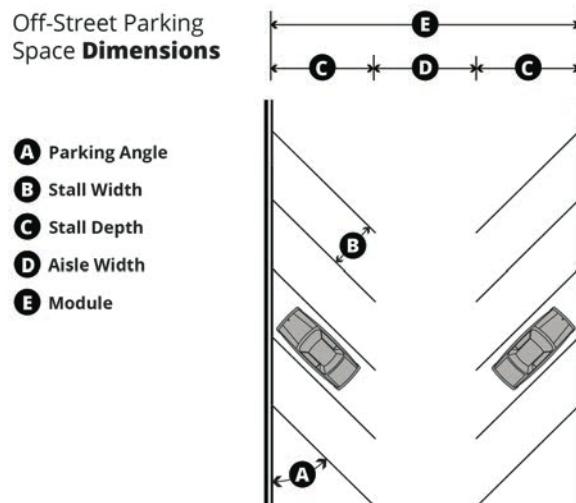 Off-Street Parking
Space Dimensions
E
C D C
A Parking Angle
B Stall Width
C Stall Depth
D Aisle Width
E Module
B
A